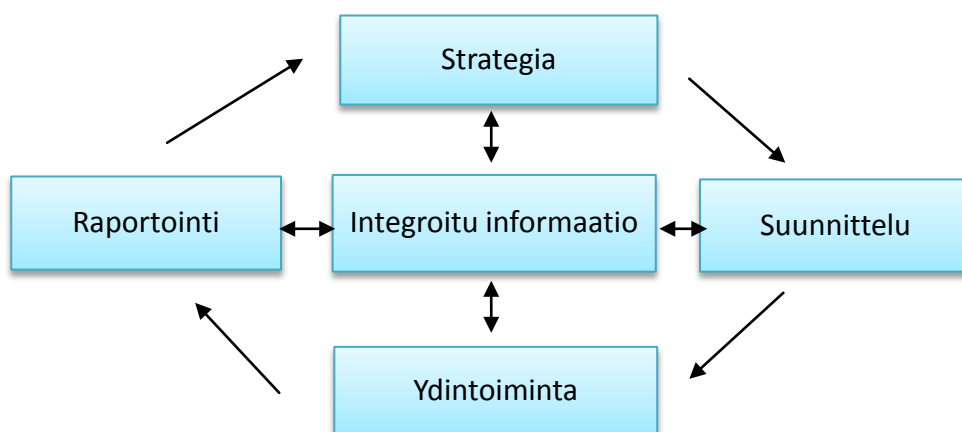 Strategia
Raportointi
Integroitu informaatio
Suunnittelu
Ydintoiminta